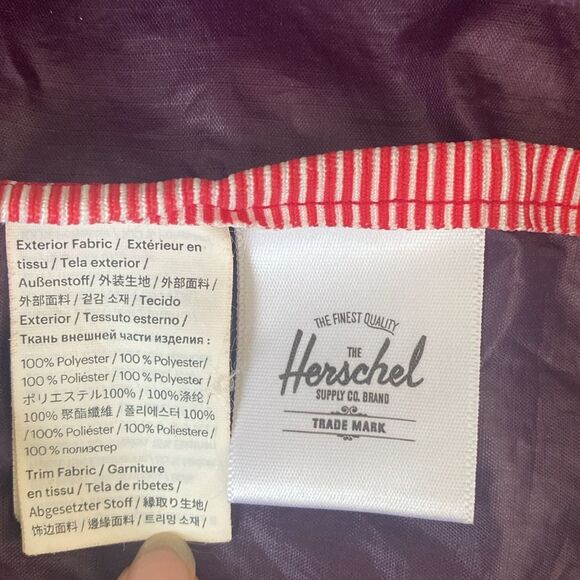 Exterior Fabric / Extérieur en
tissu / Tela exterior /
Außenstoff/ 外装生地 / 外部面料 /
外部面料 / 겉감 소재 / Tecido
Exterior / Tessuto esterno /
Ткань внешней части изделия :
100% Polyester / 100% Polyester/
100% Poliéster / 100% Polyester /
ポリエステル100% / 100%涤纶/
100% 聚酯纖維 / 폴리에스터 100%
/ 100% Poliéster / 100% Poliestere /
100 % полиэстер
Trim Fabric / Garniture
en tissu / Tela de ribetes /
Abgesetzter Stoff / 縁取り生地/
饰边面料 / 邊緣面料 / 트리밍 소재 /
THE FINEST QUALITY
THE
Herschel
SUPPLY CO. BRAND
TRADE MARK